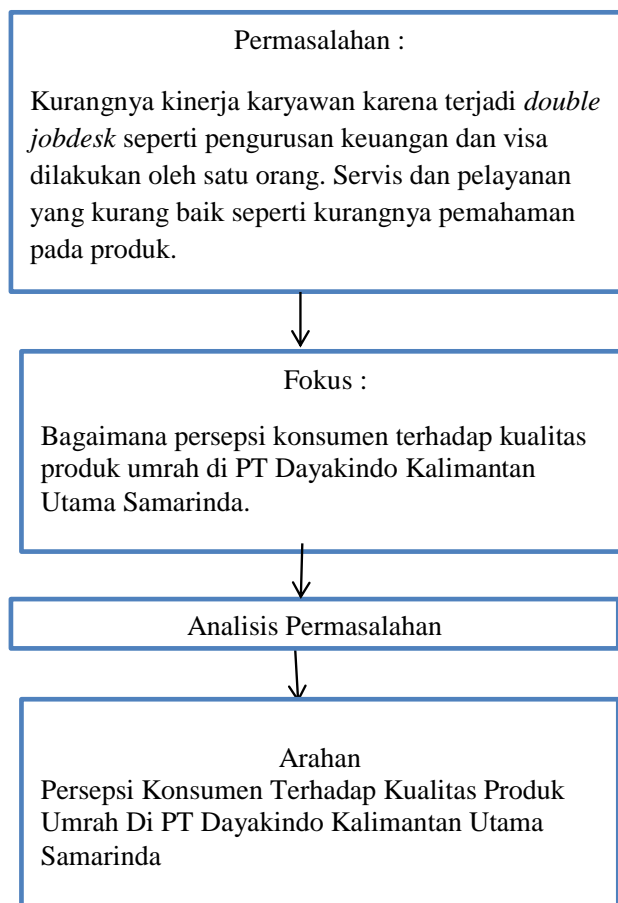 Permasalahan :
Kurangnya kinerja karyawan karena terjadi double
jobdesk seperti pengurusan keuangan dan visa
dilakukan oleh satu orang. Servis dan pelayanan
yang kurang baik seperti kurangnya pemahaman
pada produk.
Fokus :
Bagaimana persepsi konsumen terhadap kualitas
produk umrah di PT Dayakindo Kalimantan
Utama Samarinda.
Analisis Permasalahan
Arahan
Persepsi Konsumen Terhadap Kualitas Produk
Umrah Di PT Dayakindo Kalimantan Utama
Samarinda